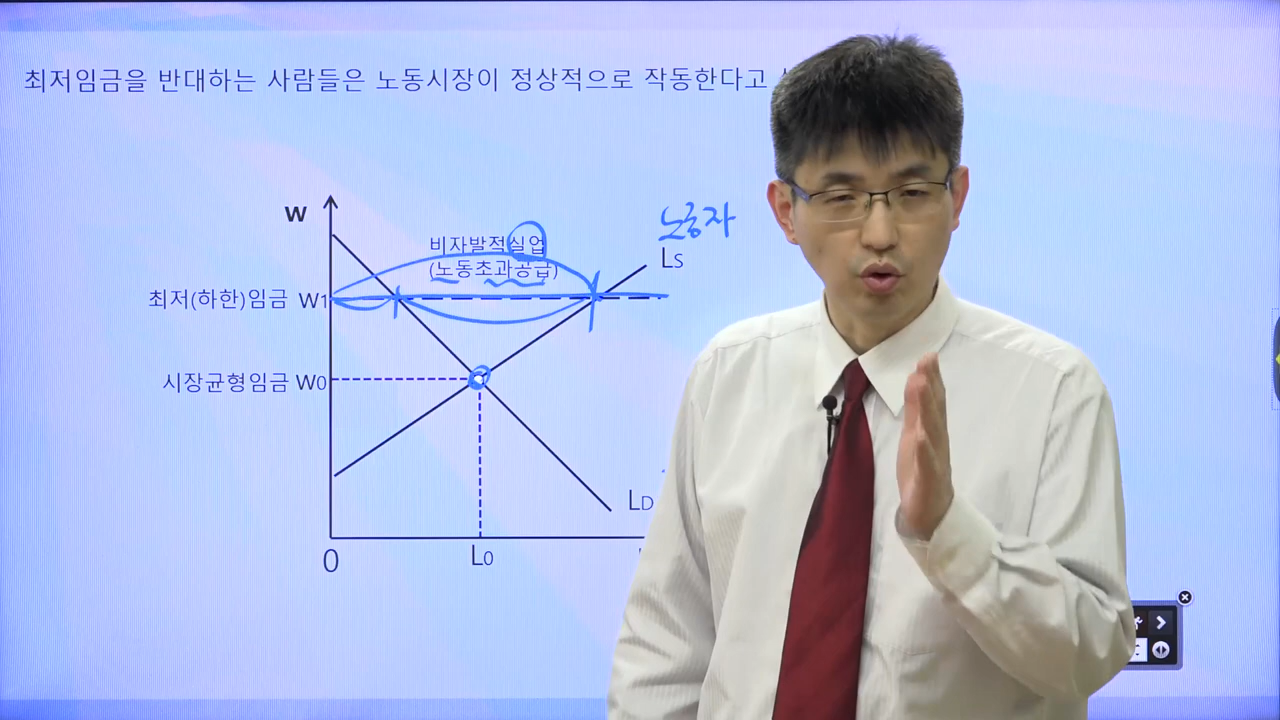 최저임금을 반대하는 사람들은 노동시장이 정상적으로 작동한다고
w
노동자
비자발적실업
(노동초과공급)
LS
최저(하한)임금 W1
시장균형임금 W0
LD
0
L0